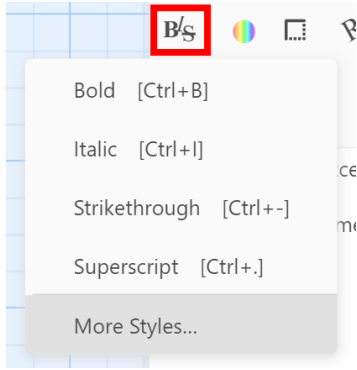 B/S
Bold [Ctrl+B]
Italic [Ctrl+I]
Strikethrough [Ctrl+-]
Superscript [Ctrl+.]
More Styles...